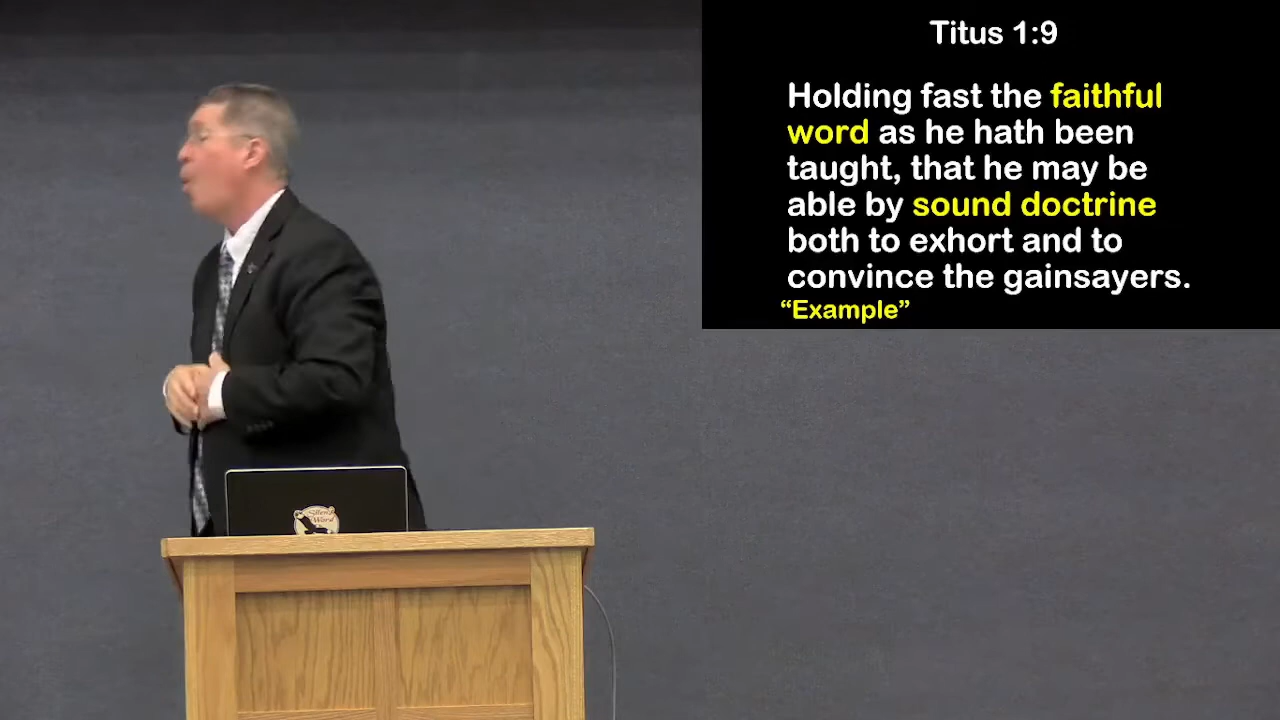 Titus 1:9
Holding fast the faithful
word as he hath been
taught, that he may be
able by sound doctrine
both to exhort and to
convince the gainsayers.
“Example”
Word